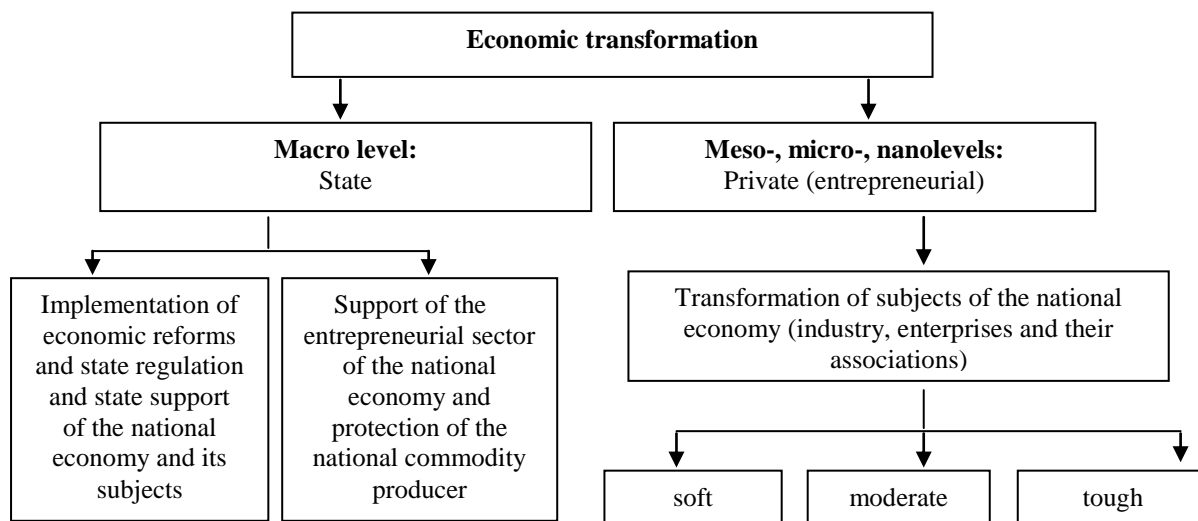 Economic transformation
Macro level:
State
Meso-, micro-, nanolevels:
Private (entrepreneurial)
Implementation of
economic reforms
and state regulation
and state support
of the national
economy and its
subjects
Support of the
entrepreneurial sector
of the national
economy and
protection of the
national commodity
producer
Transformation of subjects of the national
economy (industry, enterprises and their
associations)
soft
moderate
tough